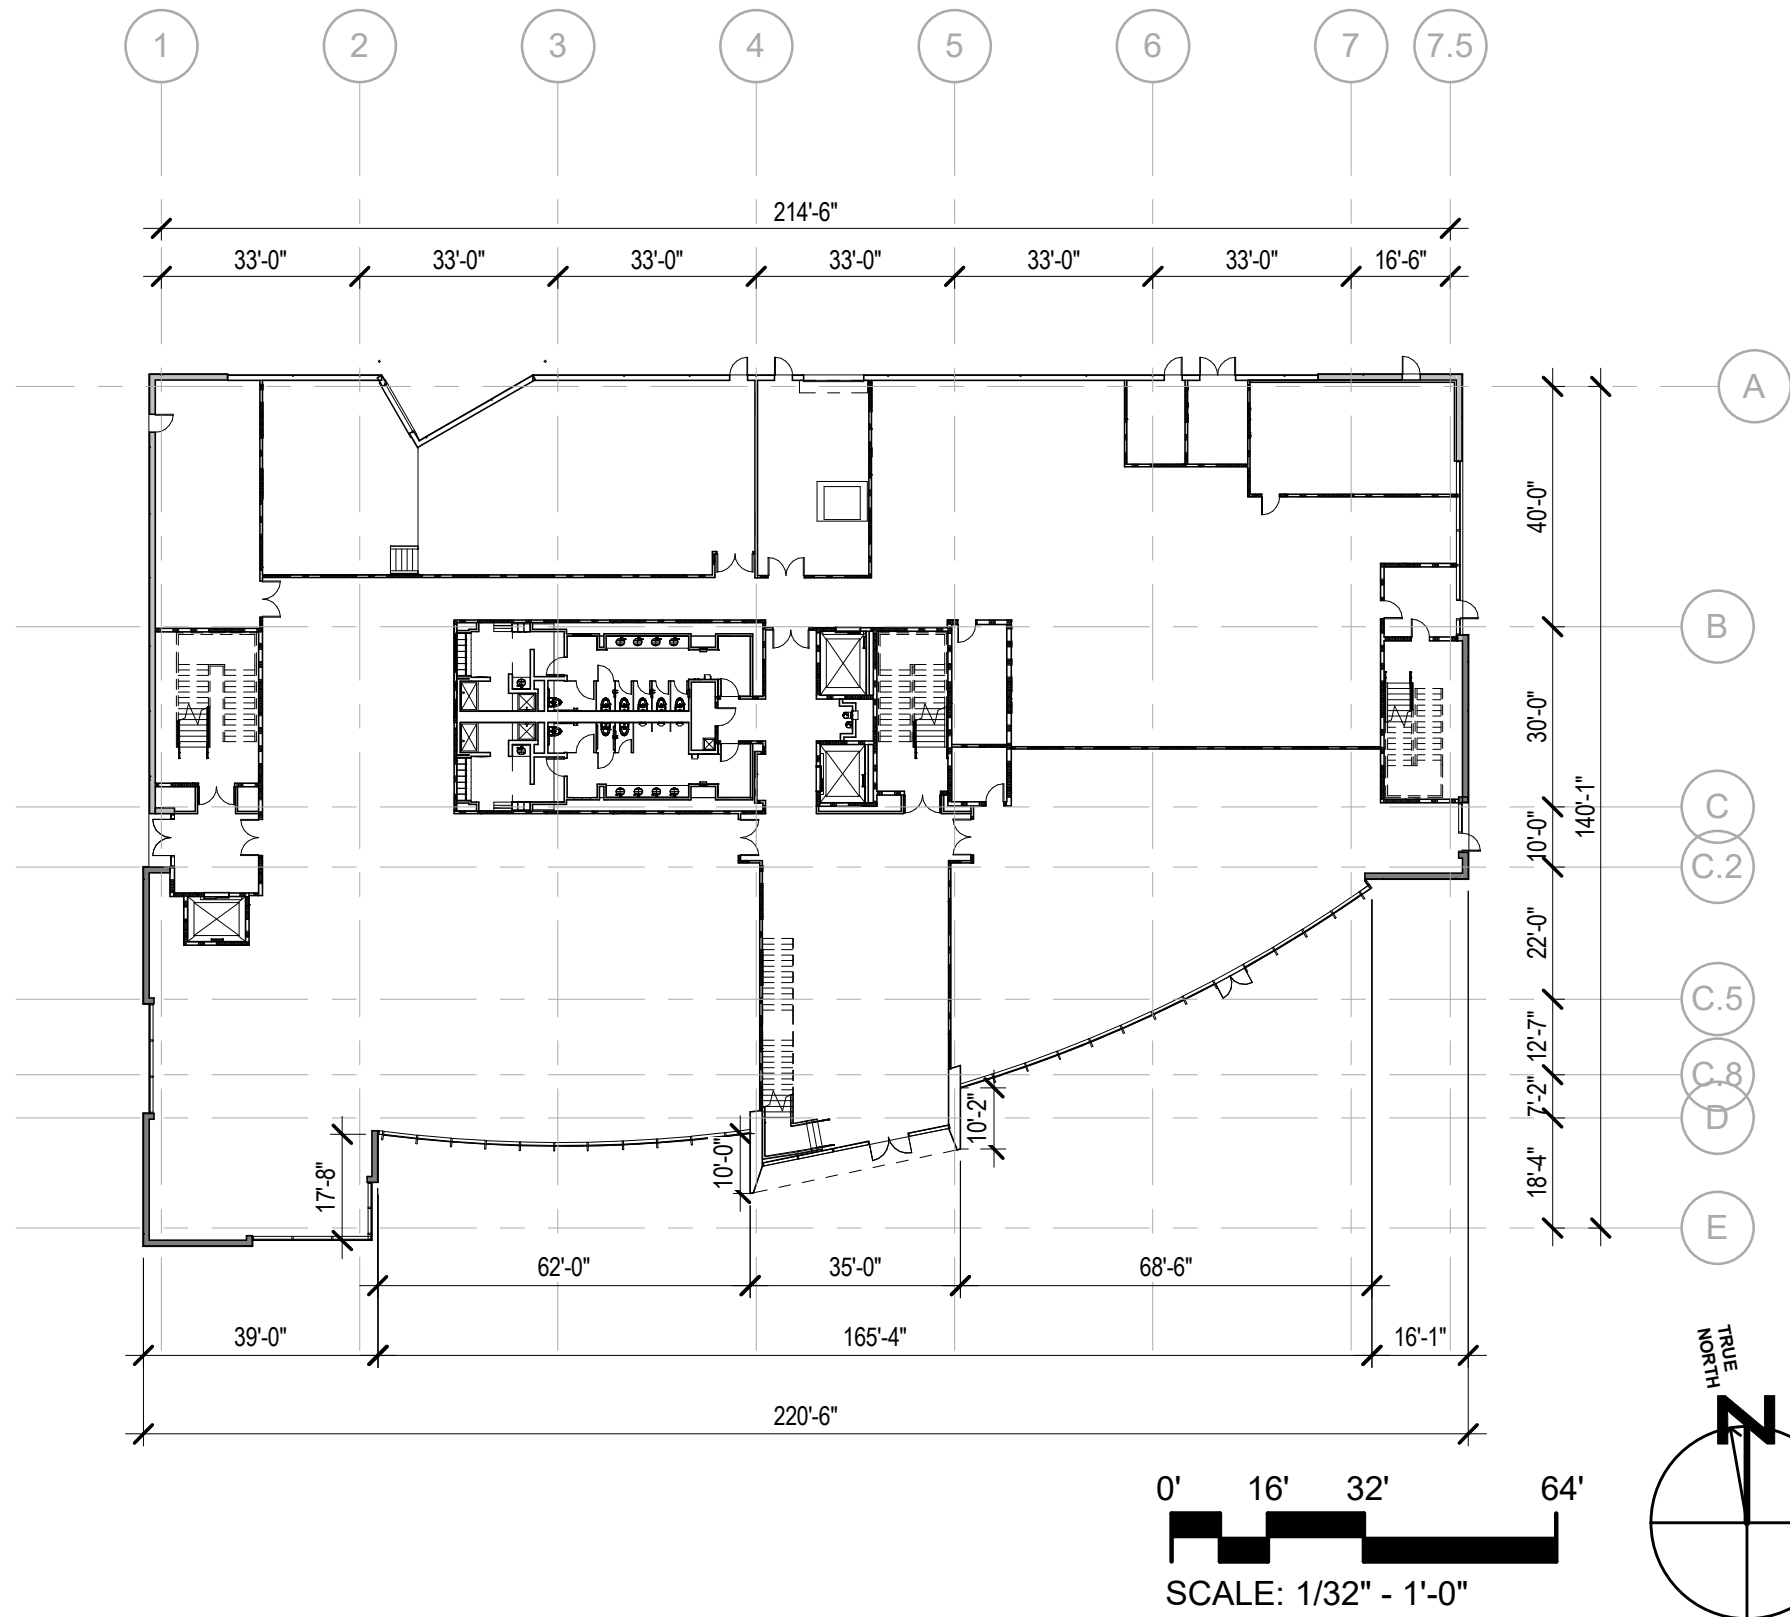 1 2 3 4 5 6 7 7.5
214'-6"
33'-0" 33'-0" 33'-0" 33'-0" 33'-0" 33'-0" 16'-6"
A
40'-0"
B
30'-0"
140'-1"
C
10'-0"
C.2
22'-0"
C.5
12'-7"
C.8
7'-2"
D
18'-4"
E
10'-2"
10'-0"
17'-8"
62'-0" 35'-0" 68'-6"
39'-0" 165'-4" 16'-1"
220'-6"
TRUE
NORTH
N
0' 16' 32' 64'
SCALE: 1/32" - 1'-0"